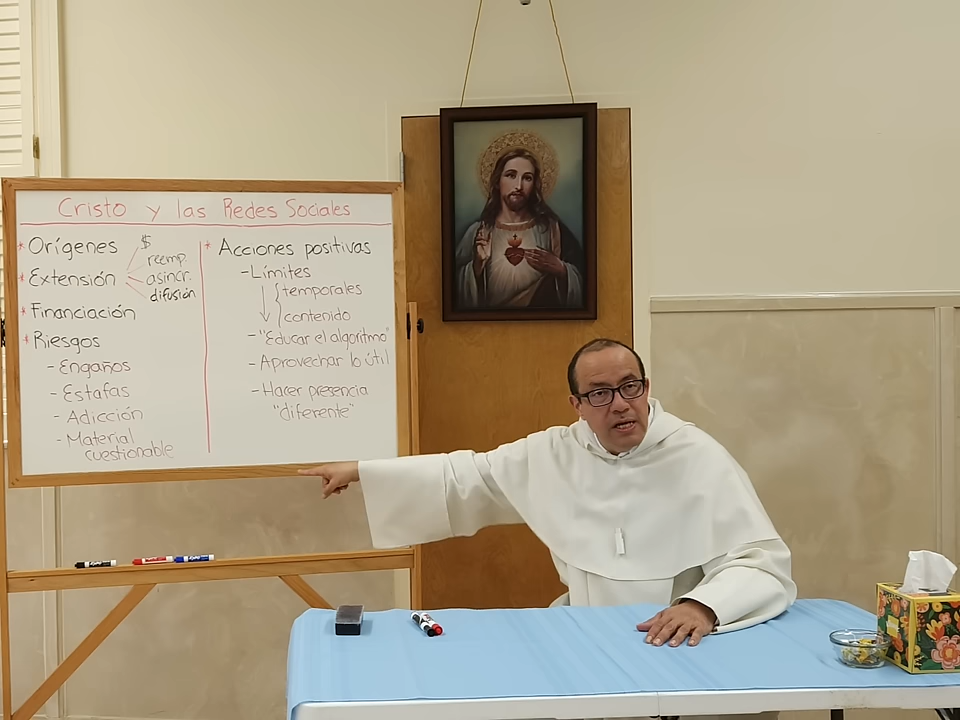 Cristo y las Redes Sociales
* Orígenes
* Extensión
$
reemp.
asincr.
difusión
* Financiación
* Riesgos
- Engaños
- Estafas
- Adicción
- Material
cuestionable
* Acciones positivas
- Límites
temporales
contenido
- "Educar el algoritmo"
- Aprovechar lo útil
- Hacer presencia
"diferente"